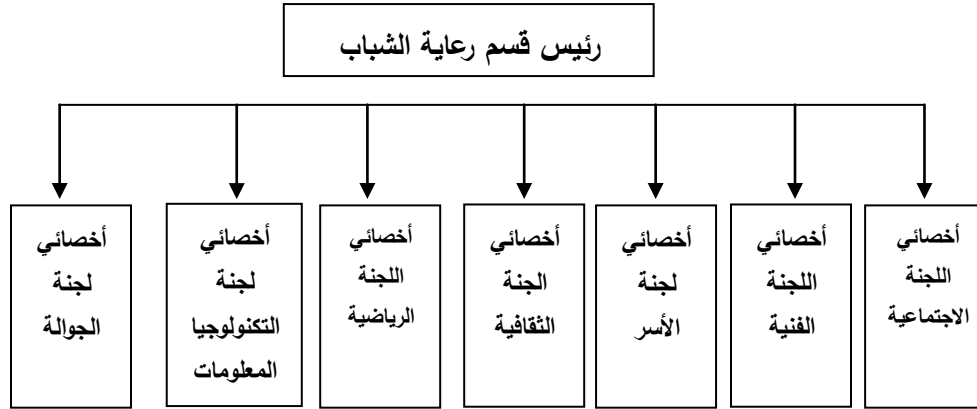 رئيس قسم رعاية الشباب
أخصائي
اللجنة
الاجتماعية
أخصائي
اللجنة
الفنية
أخصائي
لجنة
الأسر
أخصائي
الجنة
الثقافية
أخصائي
اللجنة
الرياضية
أخصائي
لجنة
التكنولوجيا
المعلومات
أخصائي
لجنة
الجوالة